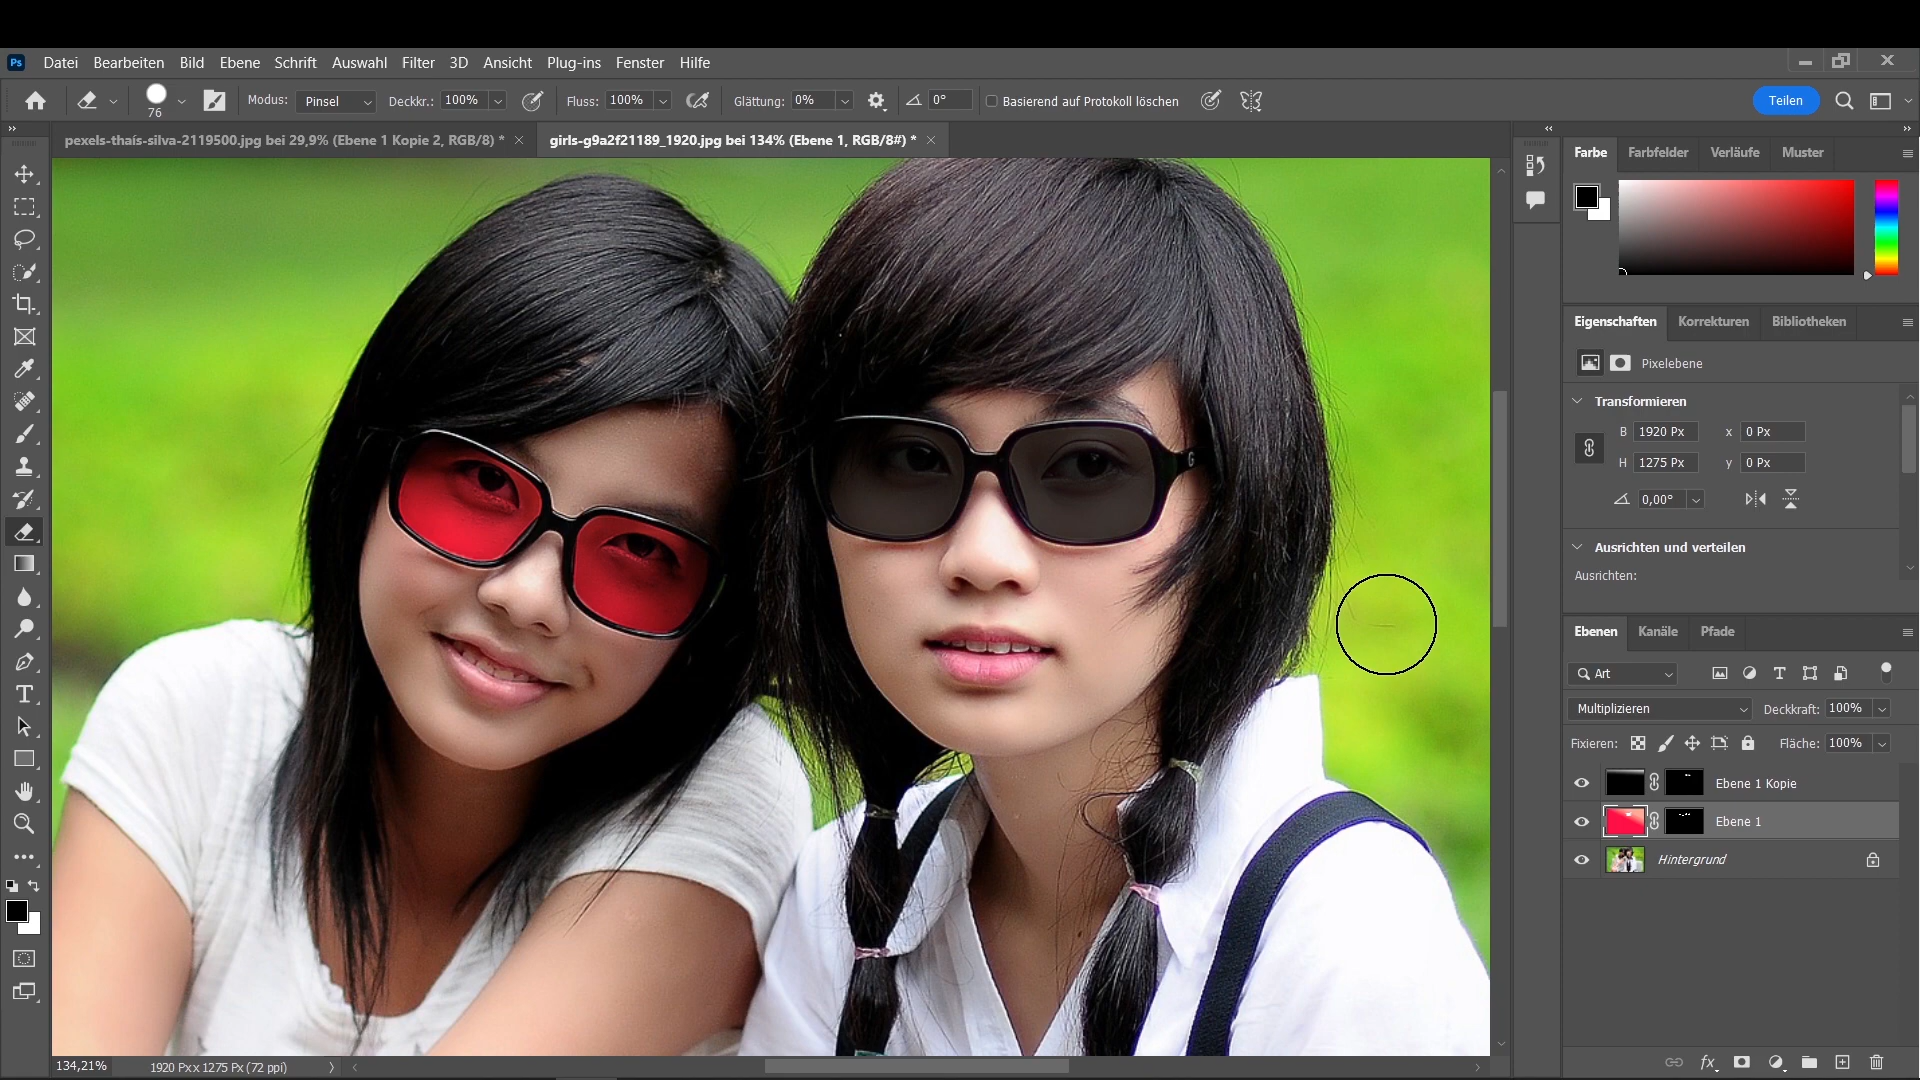 Ps Datei Bearbeiten Bild Ebene Schrift Auswahl Filter 3D Ansicht Plug-ins Fenster Hilfe
76 Modus: Pinsel Deckkr.: 100% Fluss: 100% Glättung: 0% 0° Basierend auf Protokoll löschen Teilen
pexels-thaís-silva-2119500.jpg bei 29,9% (Ebene 1 Kopie 2, RGB/8) * girls-g9a2f21189_1920.jpg bei 134% (Ebene 1, RGB/8#) *
Farbe Farbfelder Verläufe Muster
Eigenschaften Korrekturen Bibliotheken
Pixelebene
Transformieren
B 1920 Px x 0 Px
H 1275 Px y 0 Px
0,00°
Ausrichten und verteilen
Ausrichten:
G
Ebenen Kanäle Pfade
Art
Multiplizieren Deckkraft: 100%
Fixieren: Fläche: 100%
Ebene 1 Kopie
Ebene 1
Hintergrund
fx
134,21% 1920 Px x 1275 Px (72 ppi)